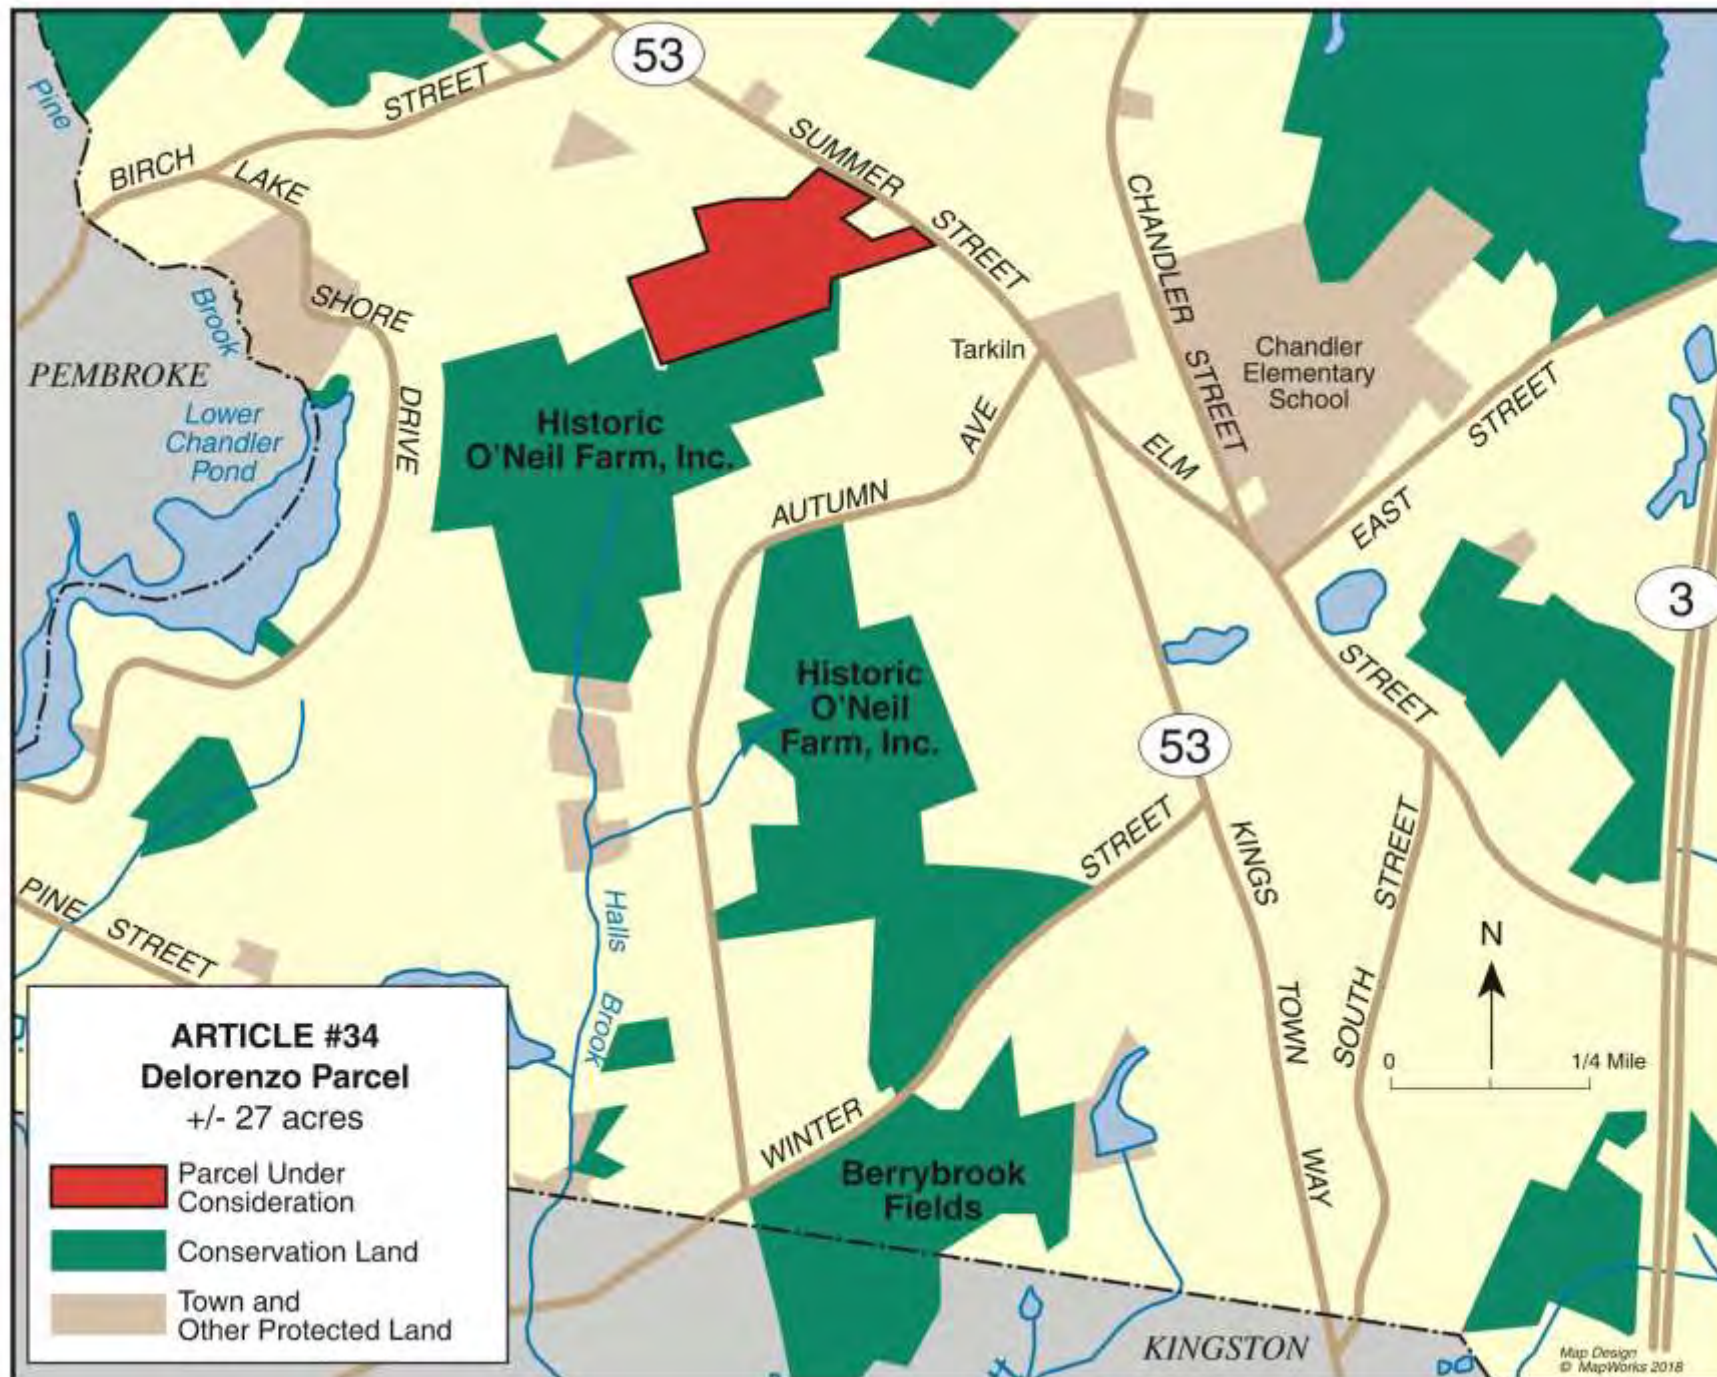 53
Pine
STREET
BIRCH
LAKE
SUMMER
STREET
CHANDLER
STREET
SHORE
DRIVE
Brook
PEMBROKE
Lower
Chandler
Pond
Tarkiln
Chandler
Elementary
School
Historic
O'Neil Farm, Inc.
AVE
AUTUMN
ELM
STREET
EAST
STREET
3
Historic
O'Neil
Farm, Inc.
53
STREET
KINGS
TOWN
WAY
STREET
SOUTH
PINE
STREET
Halls
Brook
N
0
1/4 Mile
WINTER
Berrybrook
Fields
KINGSTON
ARTICLE #34
Delorenzo Parcel
+/- 27 acres
Parcel Under
Consideration
Conservation Land
Town and
Other Protected Land
Map Design
© MapWorks 2018